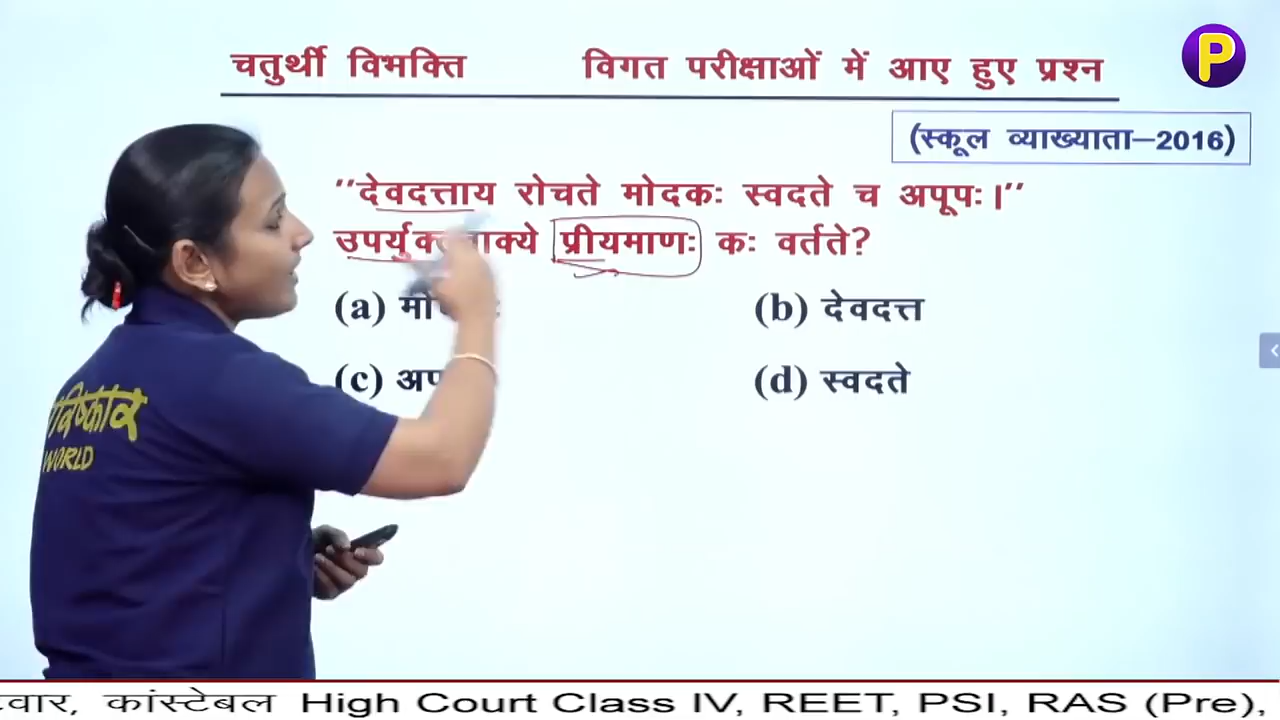 चतुर्थी विभक्ति विगत परीक्षाओं में आए हुए प्रश्न
P
(स्कूल व्याख्याता–2016)
"देवदत्ताय रोचते मोदकः स्वदते च अपूपः।"
प्रीयमाणः कः वर्तते?
(a)
(b) देवदत्त
(c)
(d) स्वदते
WORLD
कांस्टेबल High Court Class IV, REET, PSI, RAS (Pre),